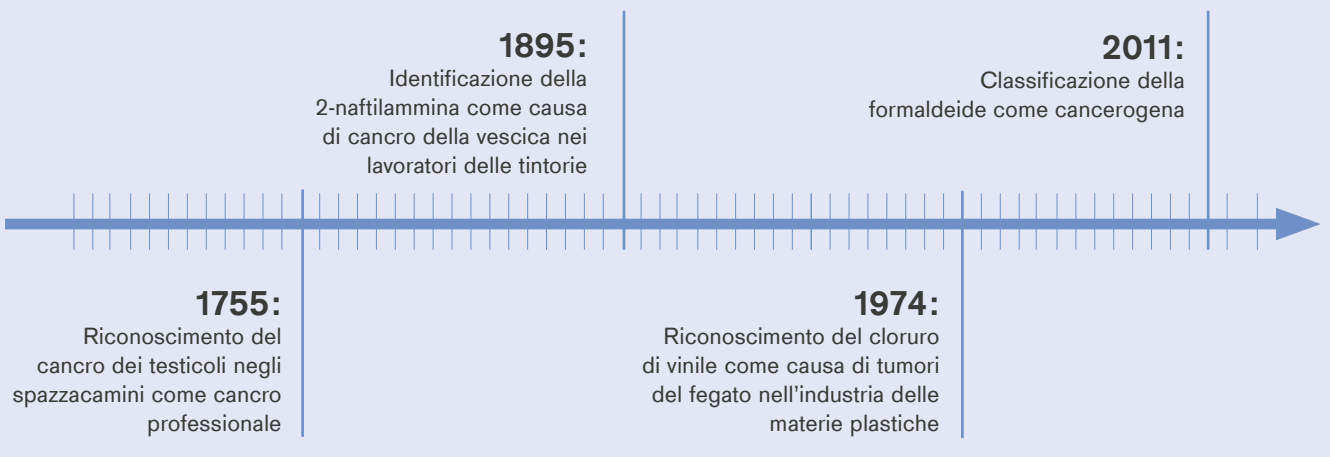 1895:
Identificazione della
2-naftilammina come causa
di cancro della vescica nei
lavoratori delle tintorie
2011:
Classificazione della
formaldeide come cancerogena
1755:
Riconoscimento del
cancro dei testicoli negli
spazzacamini come cancro
professionale
1974:
Riconoscimento del cloruro
di vinile come causa di tumori
del fegato nell'industria delle
materie plastiche